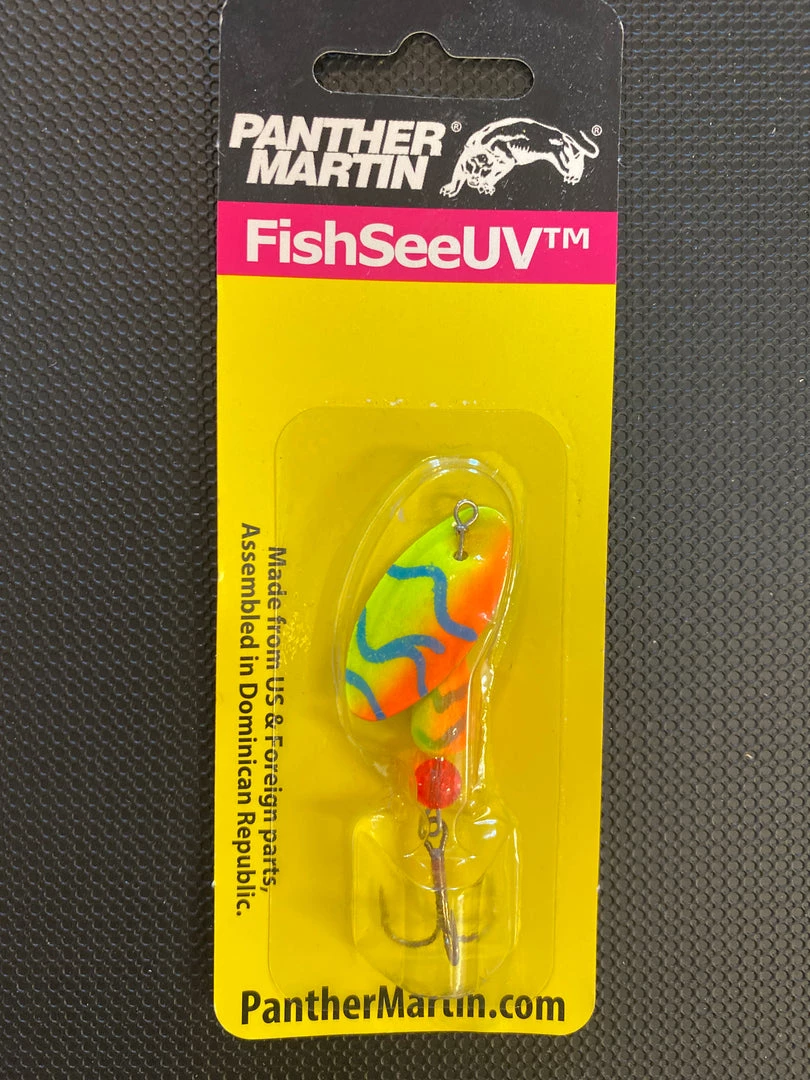 PANTHER ® ®
MARTIN
FishSeeUV™
Made from US & Foreign parts,
Assembled in Dominican Republic.
PantherMartin.com